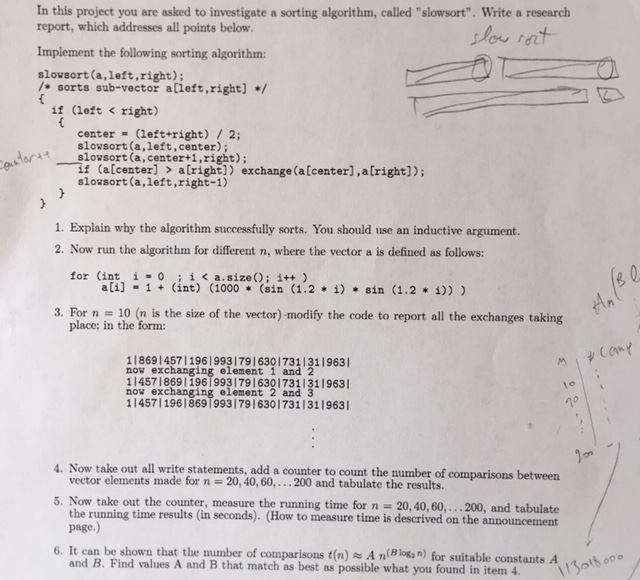 In this project you are asked to investigate a sorting algorithm, called "slowsort". Write a research
report, which addresses all points below.
slow sort
Implement the following sorting algorithm:
slowsort(a,left,right);
/* sorts sub-vector a[left,right] */
{
if (left < right)
{
center = (left+right) / 2;
slowsort(a,left,center);
counter++
slowsort(a,center+1,right);
if (a[center] > a[right]) exchange(a[center],a[right]);
slowsort(a,left,right-1)
}
}
1. Explain why the algorithm successfully sorts. You should use an inductive argument.
2. Now run the algorithm for different n, where the vector a is defined as follows:
for (int i = 0 ; i < a.size(); i++ )
a[i] = 1 + (int) (1000 * (sin (1.2 * i) * sin (1.2 * i)) )
3. For n = 10 (n is the size of the vector) modify the code to report all the exchanges taking
place; in the form:
1|869|457|196|993|79|630|731|31|963|
now exchanging element 1 and 2
1|457|869|196|993|79|630|731|31|963|
now exchanging element 2 and 3
1|457|196|869|993|79|630|731|31|963|
# comp
10
20
200
4. Now take out all write statements, add a counter to count the number of comparisons between
vector elements made for n = 20, 40, 60, . . . 200 and tabulate the results.
5. Now take out the counter, measure the running time for n = 20, 40, 60, . . . 200, and tabulate
the running time results (in seconds). (How to measure time is descrived on the announcement
page.)
6. It can be shown that the number of comparisons t(n) ≈ A n^(B log₂ n) for suitable constants A
and B. Find values A and B that match as best as possible what you found in item 4.